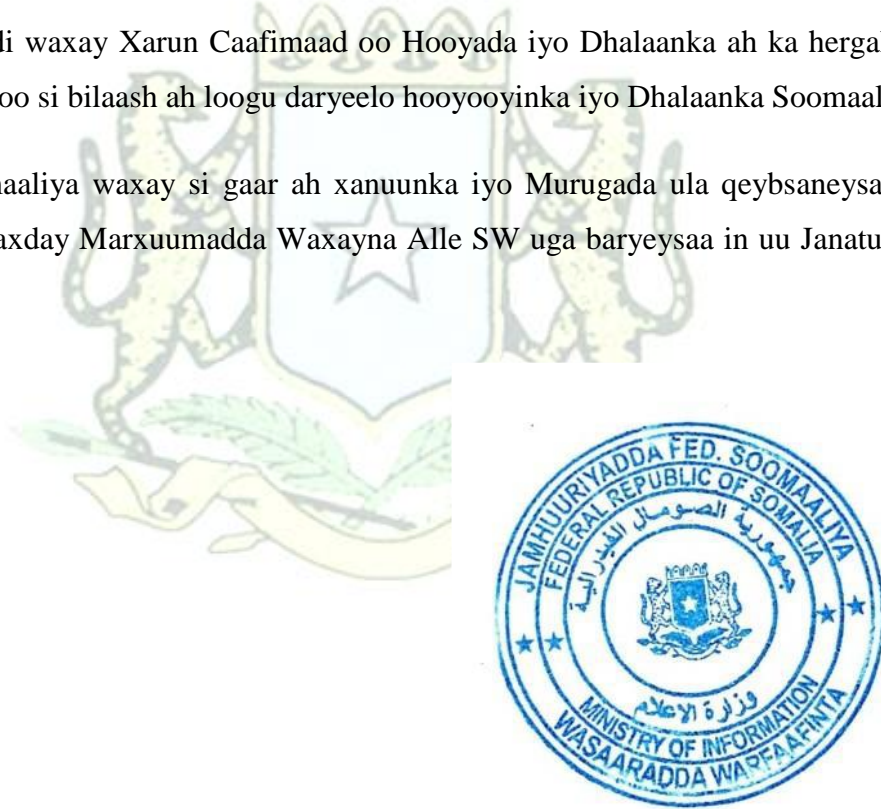 di waxay Xarun Caafimaad oo Hooyada iyo Dhalaanka ah ka hergal
oo si bilaash ah loogu daryeelo hooyooyinka iyo Dhalaanka Soomaal
naaliya waxay si gaar ah xanuunka iyo Murugada ula qeybsaneysa
axday Marxuumadda Waxayna Alle SW uga baryeysaa in uu Janatu
JAMHUURIYADDA FED. SOOMAALIYA
FEDERAL REPUBLIC OF SOMALIA
جمهورية الصومال الفيدرالية
وزارة الاعلام
MINISTRY OF INFORMATION
WASAARADDA WARFAAFINTA